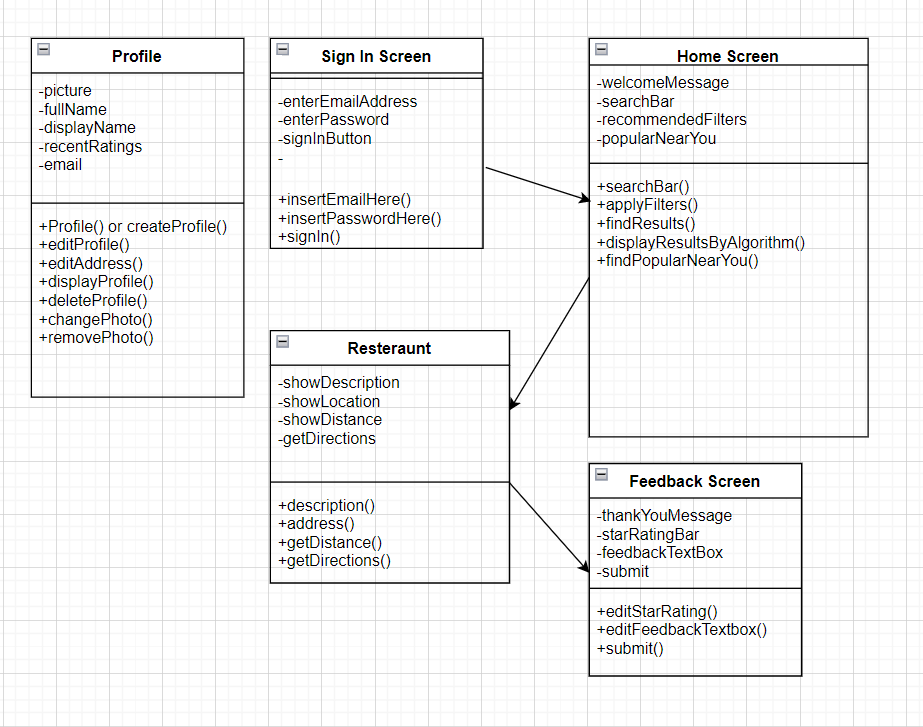 Profile
-picture
-fullName
-displayName
-recentRatings
-email
+Profile() or createProfile()
+editProfile()
+editAddress()
+displayProfile()
+deleteProfile()
+changePhoto()
+removePhoto()
Sign In Screen
-enterEmailAddress
-enterPassword
-signInButton
-
+insertEmailHere()
+insertPasswordHere()
+signIn()
Home Screen
-welcomeMessage
-searchBar
-recommendedFilters
-popularNearYou
+searchBar()
+applyFilters()
+findResults()
+displayResultsByAlgorithm()
+findPopularNearYou()
Resteraunt
-showDescription
-showLocation
-showDistance
-getDirections
+description()
+address()
+getDistance()
+getDirections()
Feedback Screen
-thankYouMessage
-starRatingBar
-feedbackTextBox
-submit
+editStarRating()
+editFeedbackTextbox()
+submit()